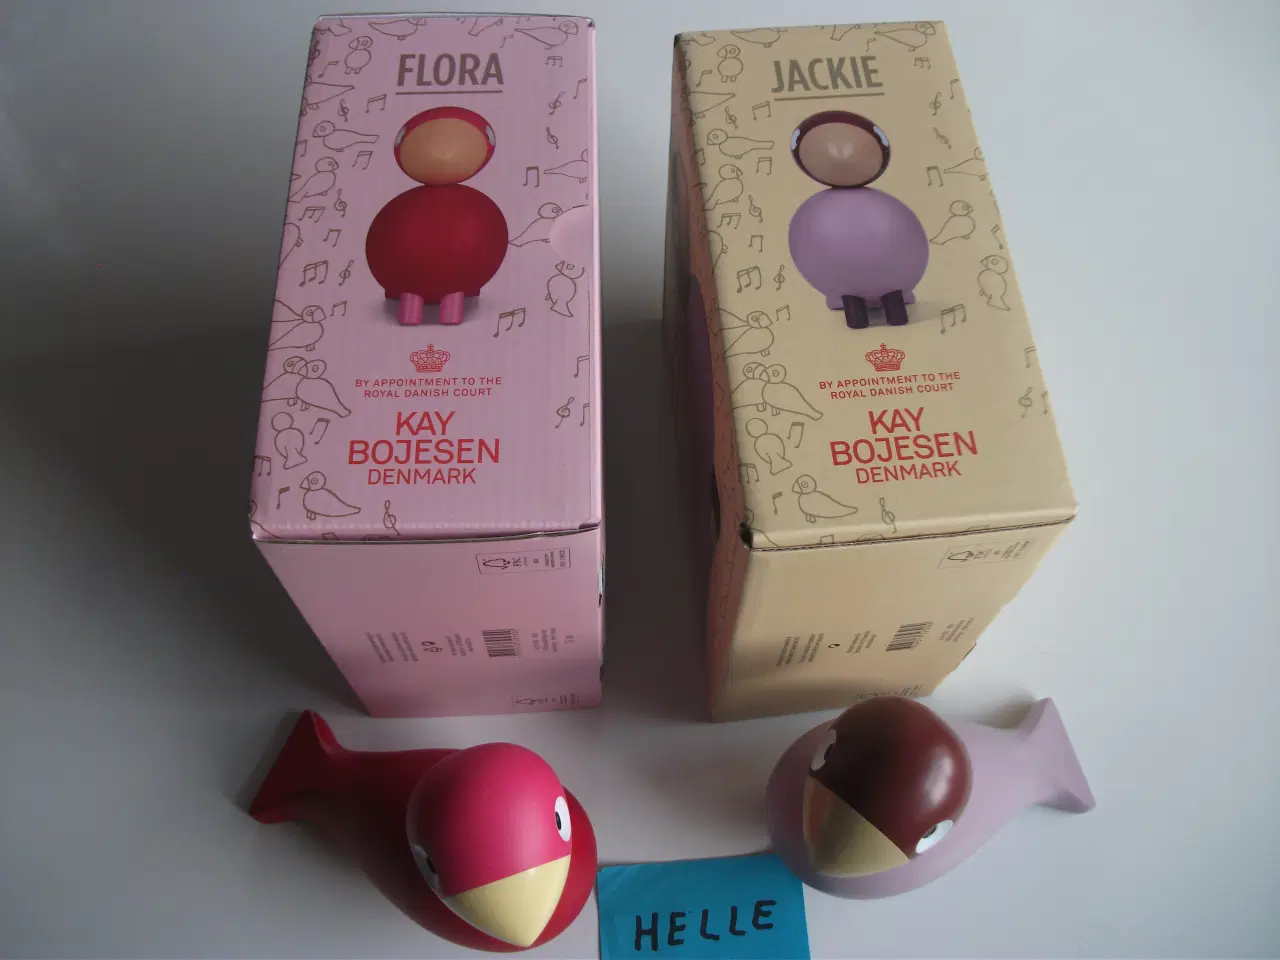 FLORA
BY APPOINTMENT TO THE
ROYAL DANISH COURT
KAY
BOJESEN
DENMARK
JACKIE
BY APPOINTMENT TO THE
ROYAL DANISH COURT
KAY
BOJESEN
DENMARK
HELLE